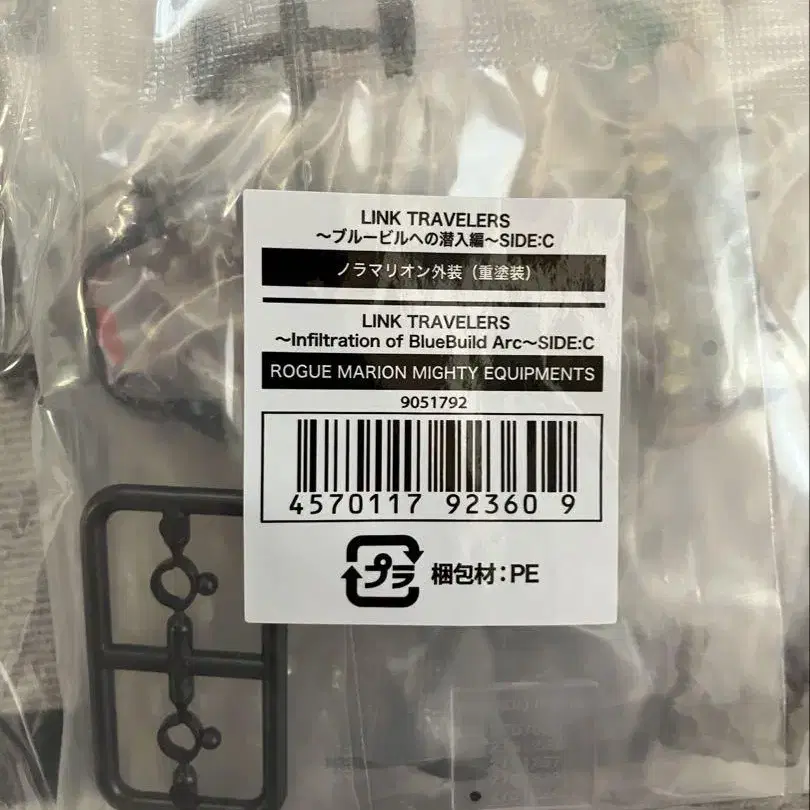 LINK TRAVELERS
～ブルービルへの潜入編～SIDE:C
ノラマリオン外装（重塗装）
LINK TRAVELERS
～Infiltration of BlueBuild Arc～SIDE:C
ROGUE MARION MIGHTY EQUIPMENTS
9051792
4570117 92360 9
プラ 梱包材：PE